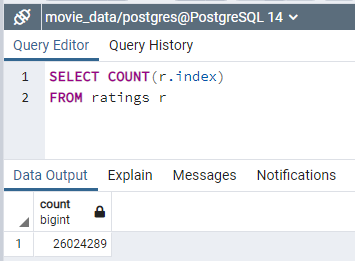 movie_data/postgres@PostgreSQL 14
Query Editor Query History
1 SELECT COUNT(r.index)
2 FROM ratings r
Data Output Explain Messages Notifications
count
bigint
1 26024289